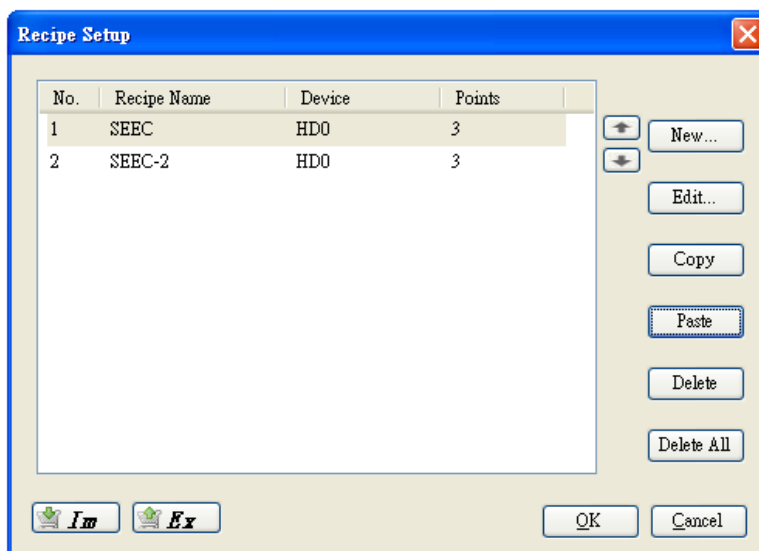 Recipe Setup
No. Recipe Name Device Points
1 SEEC HD0 3
2 SEEC-2 HD0 3
New...
Edit...
Copy
Paste
Delete
Delete All
Im Ex OK Cancel